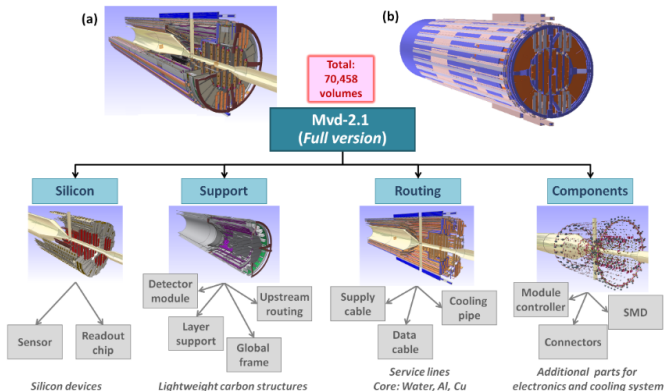 (a)
(b)
Total:
70,458
volumes
Mvd-2.1
(Full version)
Silicon
Support
Routing
Components
Sensor
Readout
chip
Detector
module
Layer
support
Global
frame
Upstream
routing
Supply
cable
Data
cable
Cooling
pipe
Module
controller
Connectors
SMD
Silicon devices
Lightweight carbon structures
Service lines
Core: Water, Al, Cu
Additional parts for
electronics and cooling system